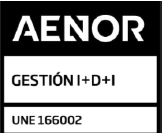 AENOR
GESTIÓN I+D+I
UNE 166002